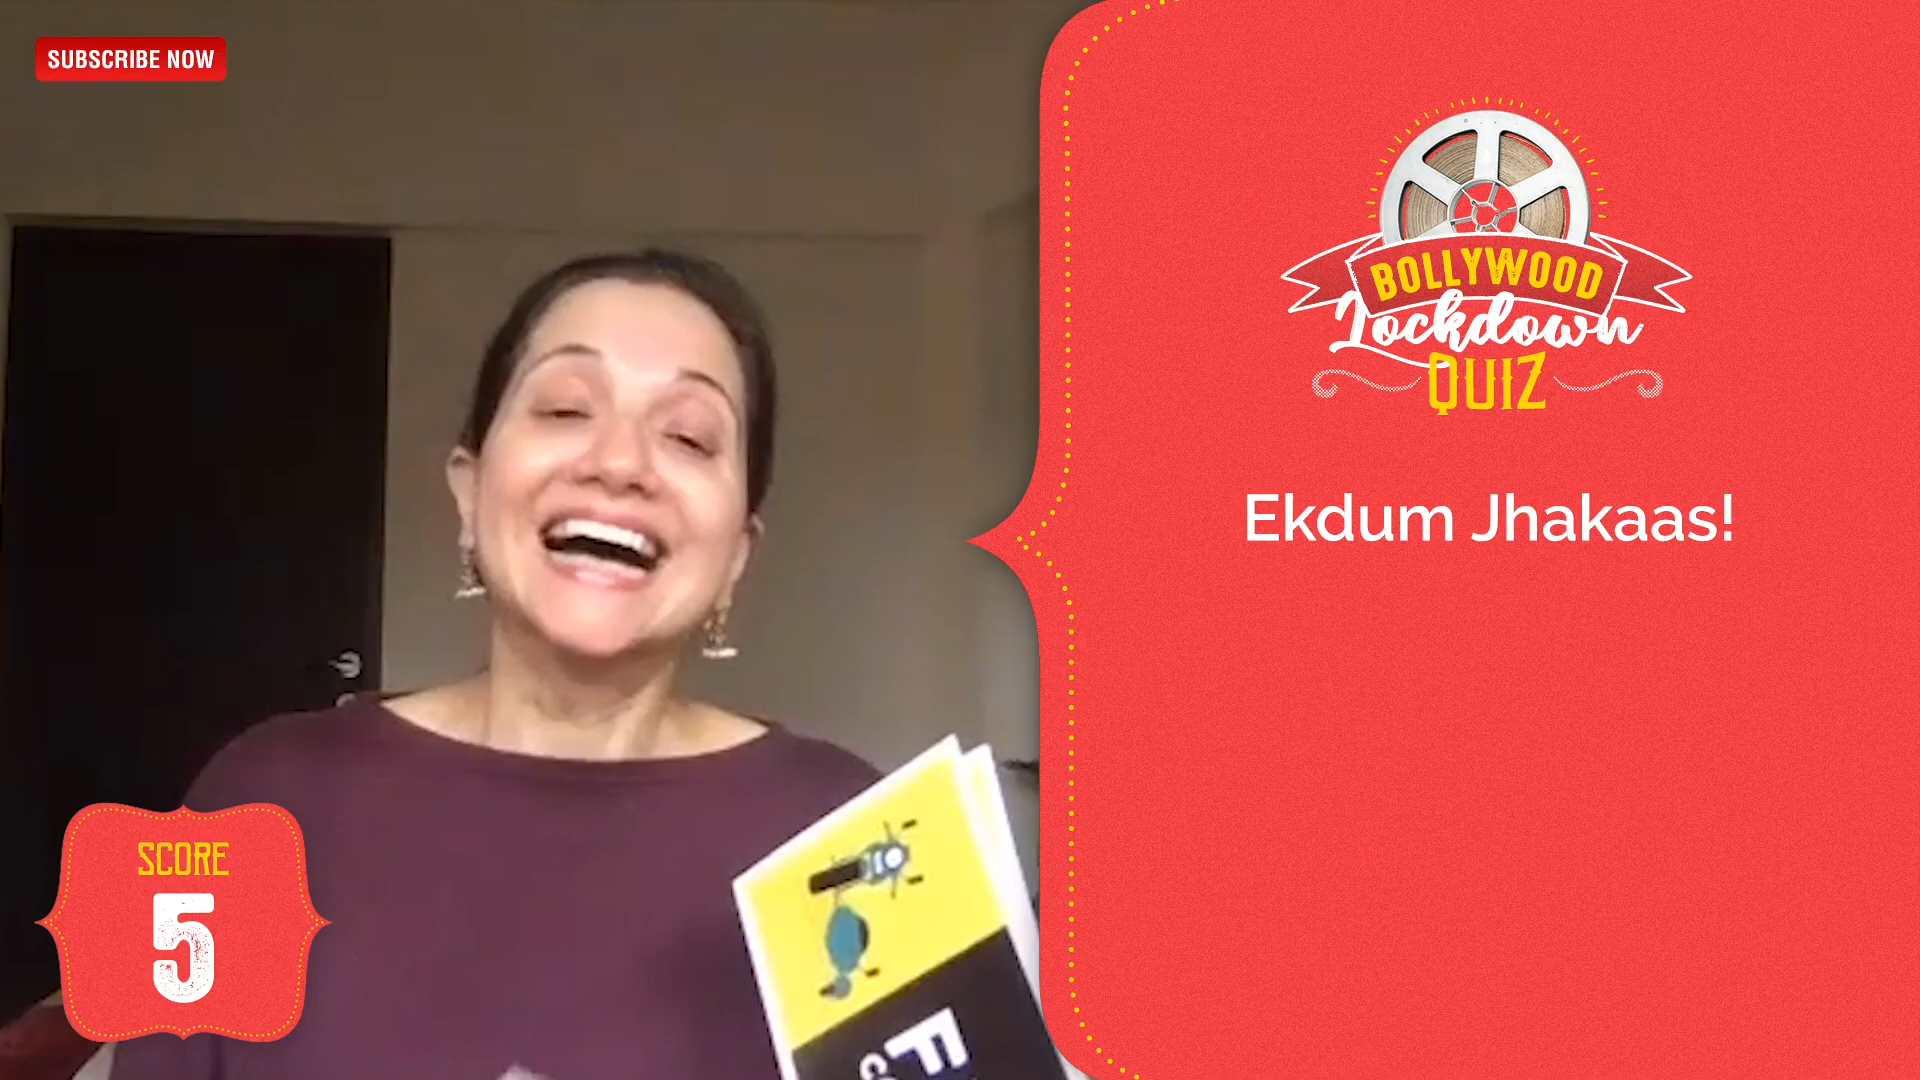 SUBSCRIBE NOW
BOLLYWOOD
Lockdown
QUIZ
Ekdum Jhakaas!
SCORE
5
F